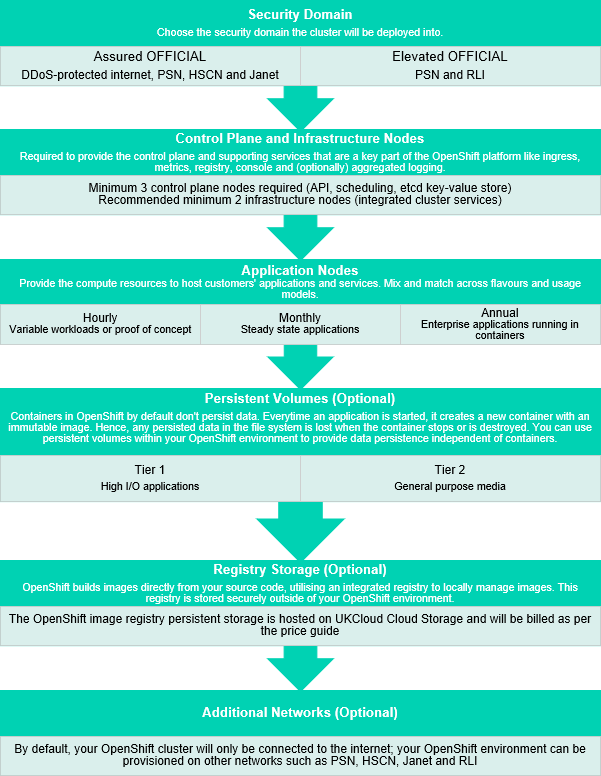 Security Domain
Choose the security domain the cluster will be deployed into.
Assured OFFICIAL
DDoS-protected internet, PSN, HSCN and Janet
Elevated OFFICIAL
PSN and RLI
Control Plane and Infrastructure Nodes
Required to provide the control plane and supporting services that are a key part of the OpenShift platform like ingress,
metrics, registry, console and (optionally) aggregated logging.
Minimum 3 control plane nodes required (API, scheduling, etcd key-value store)
Recommended minimum 2 infrastructure nodes (integrated cluster services)
Application Nodes
Provide the compute resources to host customers' applications and services. Mix and match across flavours and usage
models.
Hourly
Variable workloads or proof of concept
Monthly
Steady state applications
Annual
Enterprise applications running in
containers
Persistent Volumes (Optional)
Containers in OpenShift by default don't persist data. Everytime an application is started, it creates a new container with an
immutable image. Hence, any persisted data in the file system is lost when the container stops or is destroyed. You can use
persistent volumes within your OpenShift environment to provide data persistence independent of containers.
Tier 1
High I/O applications
Tier 2
General purpose media
Registry Storage (Optional)
OpenShift builds images directly from your source code, utilising an integrated registry to locally manage images. This
registry is stored securely outside of your OpenShift environment.
The OpenShift image registry persistent storage is hosted on UKCloud Cloud Storage and will be billed as per
the price guide
Additional Networks (Optional)
By default, your OpenShift cluster will only be connected to the internet; your OpenShift environment can be
provisioned on other networks such as PSN, HSCN, Janet and RLI